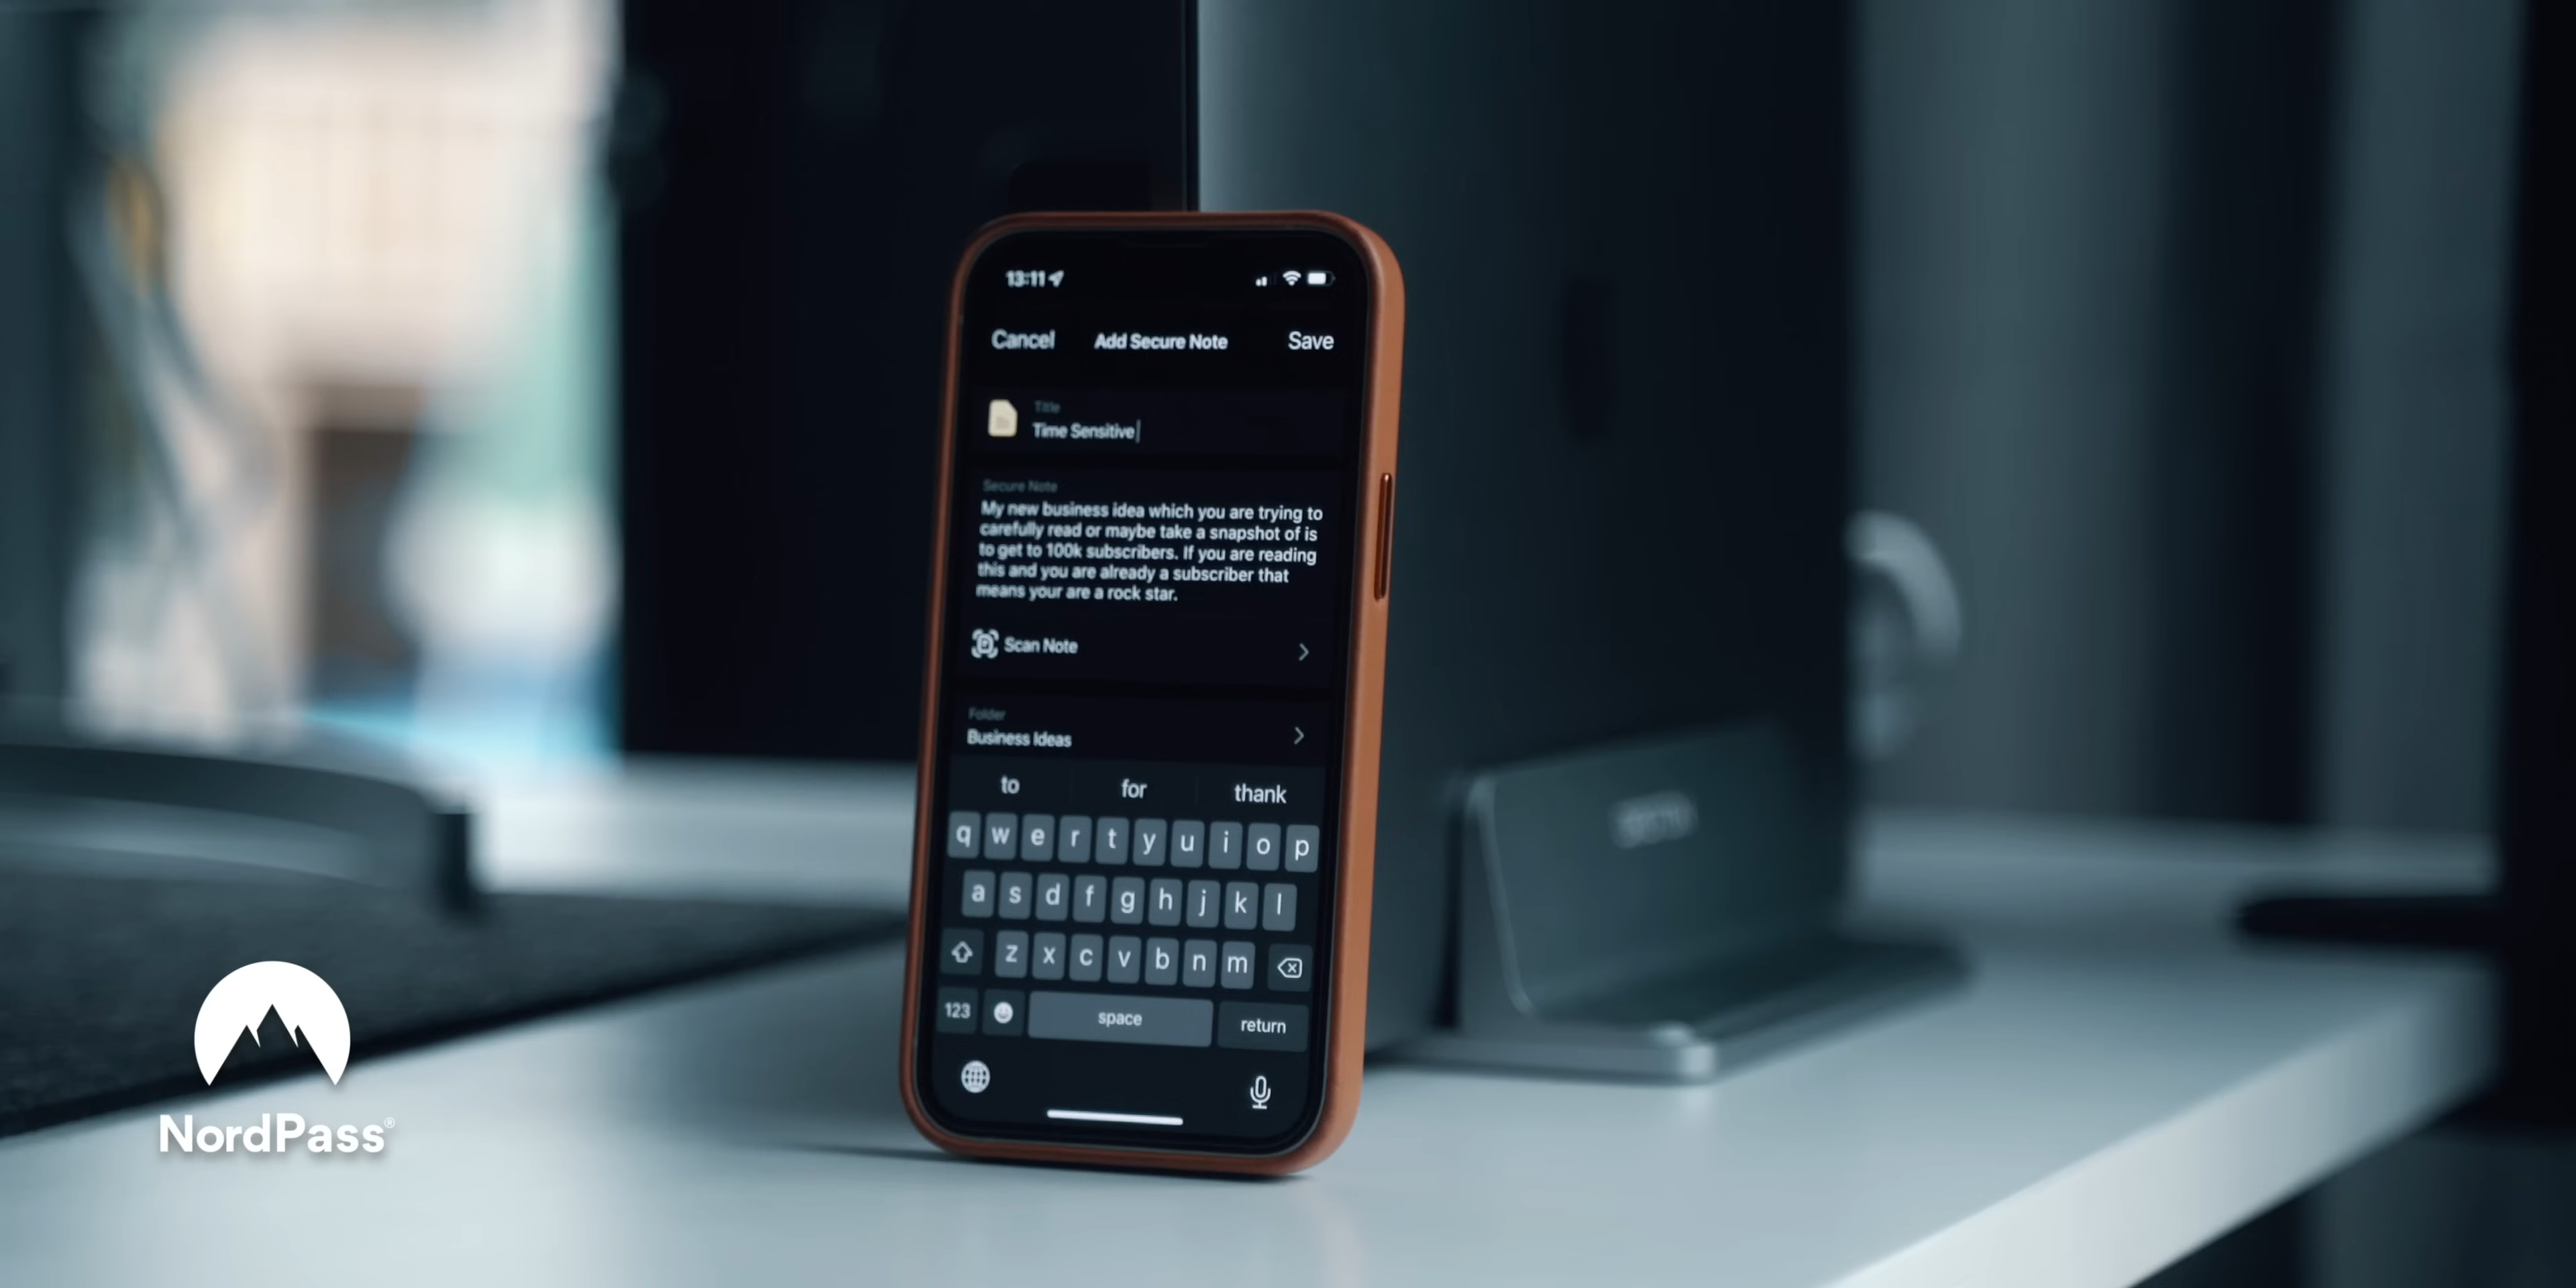 13:11
Cancel Add Secure Note Save
Title
Time Sensitive
Secure Note
My new business idea which you are trying to
carefully read or maybe take a snapshot of is
to get to 100k subscribers. If you are reading
this and you are already a subscriber that
means your are a rock star.
Scan Note
Folder
Business Ideas
to for thank
q w e r t y u i o p
a s d f g h j k l
z x c v b n m
123 space return
NordPass®